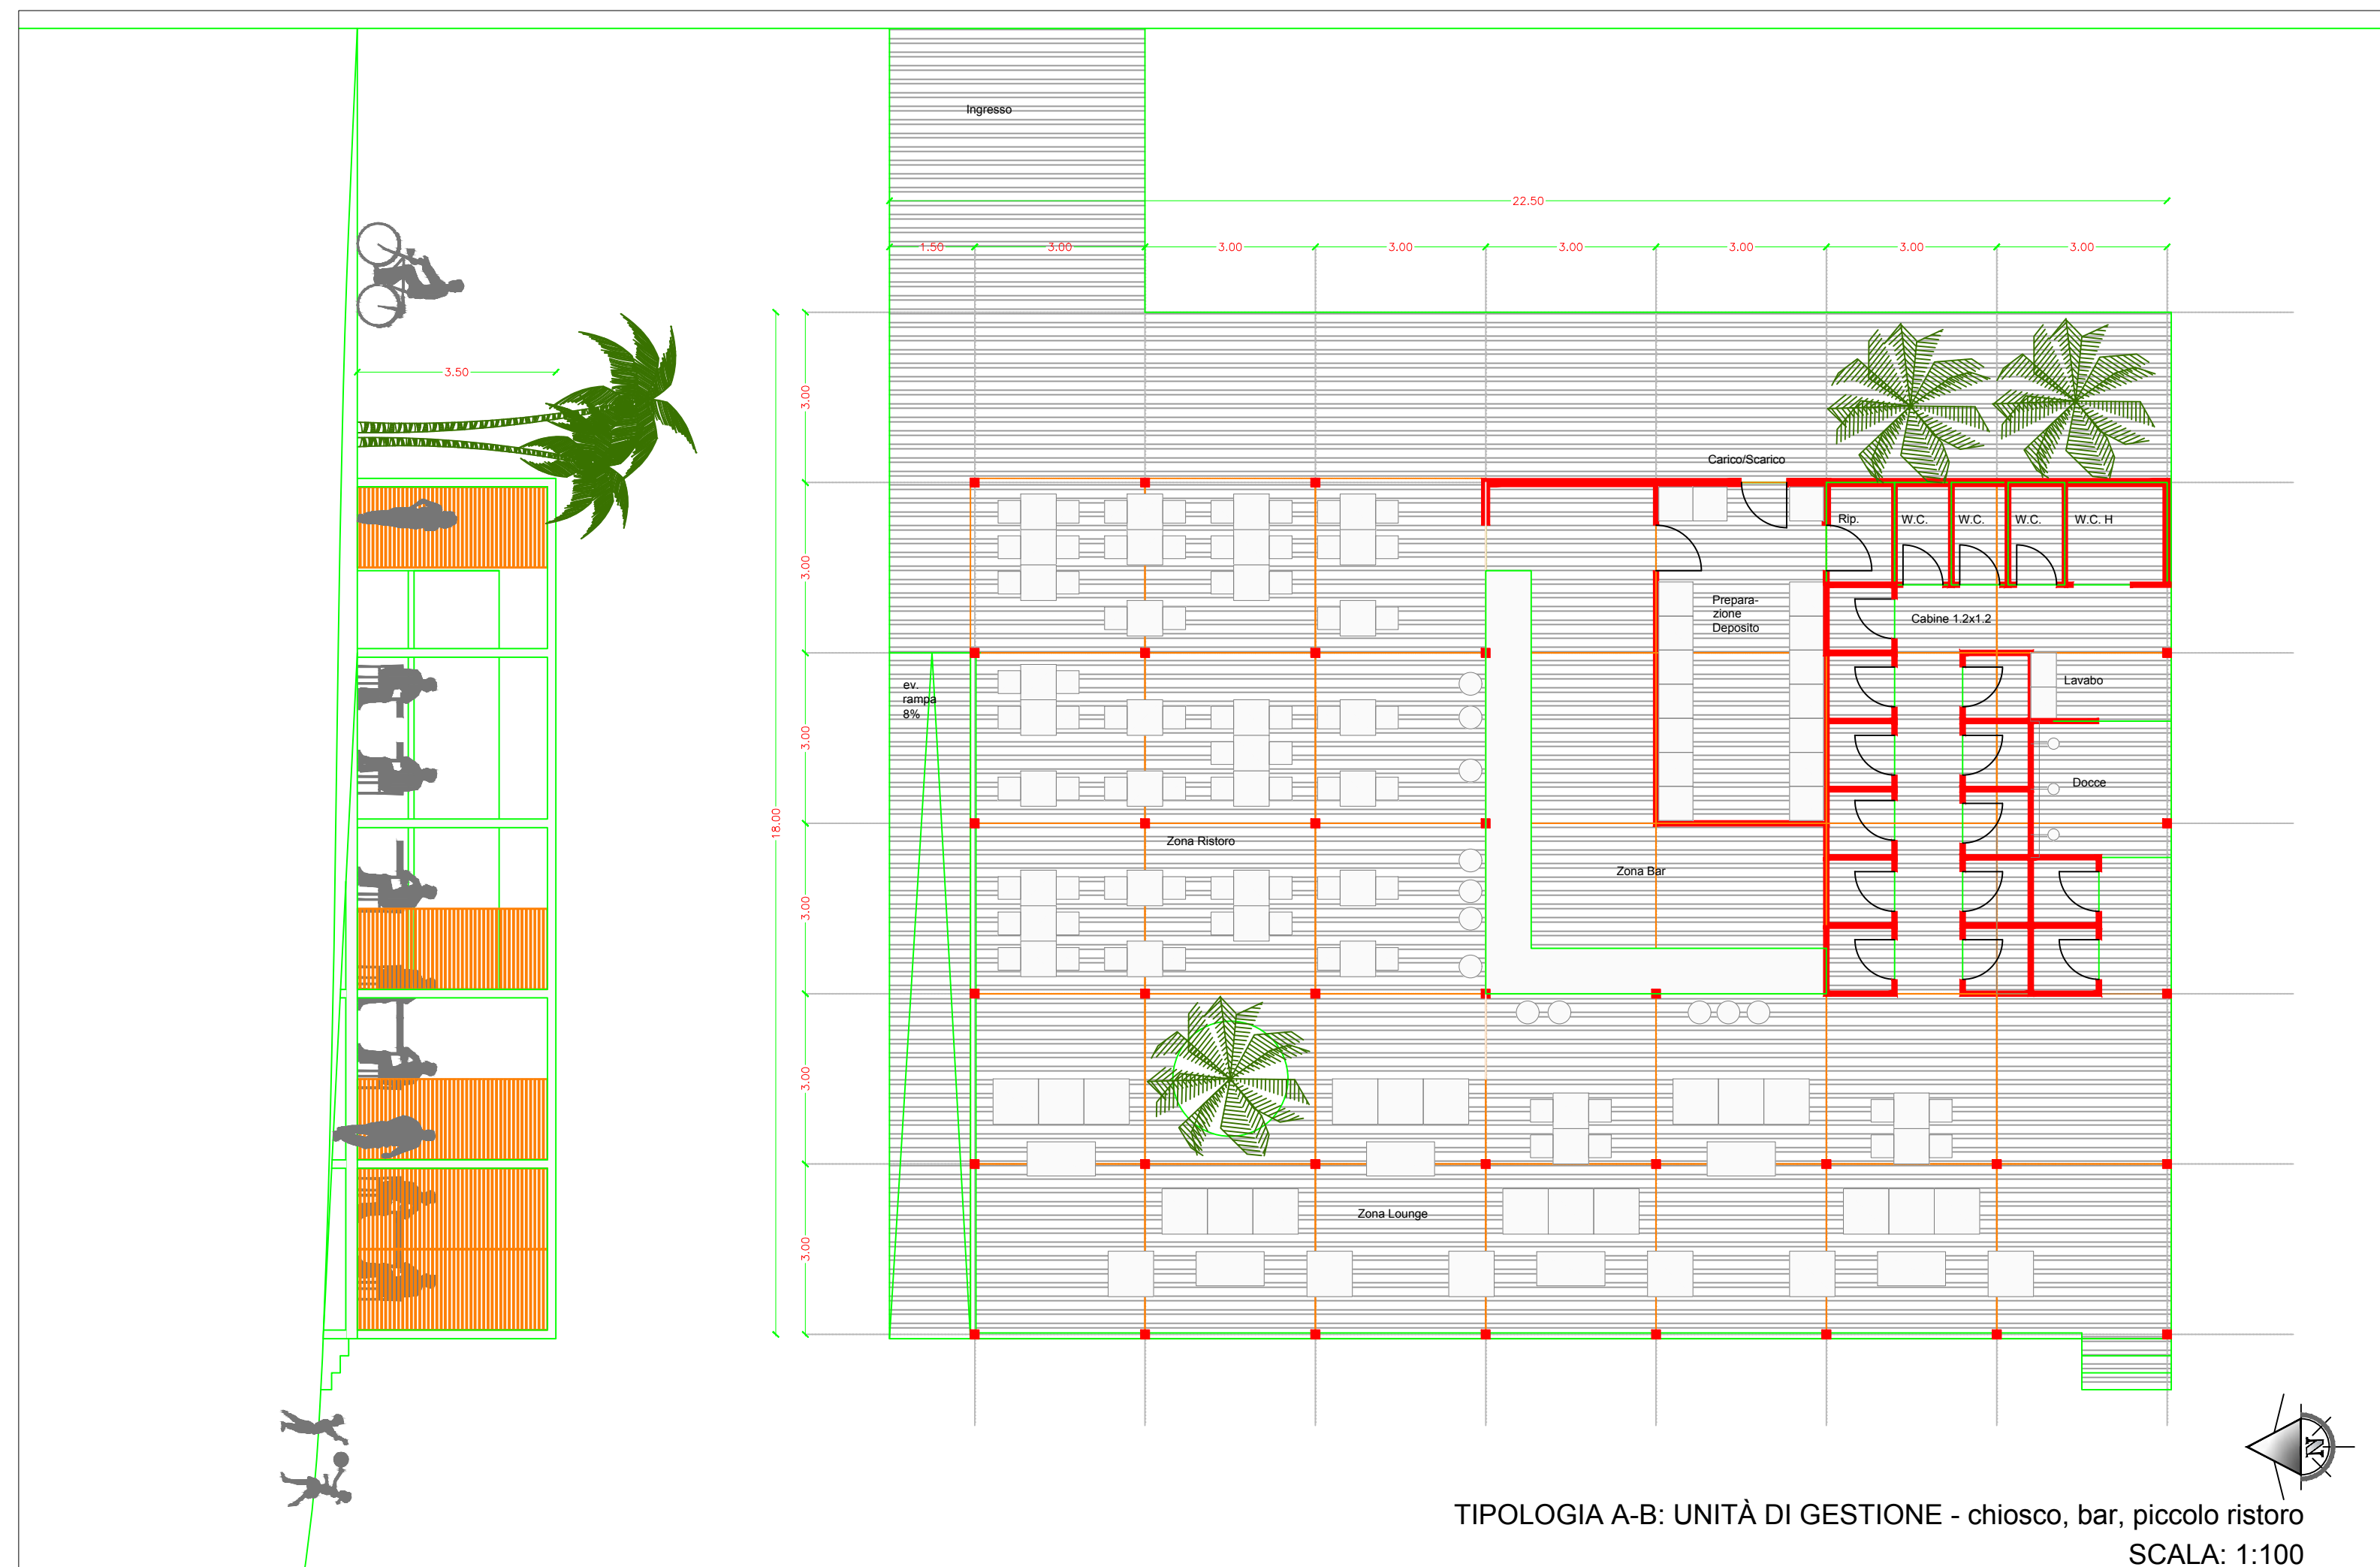 Ingresso
22.50
1.50
3.00
3.00
3.00
3.00
3.00
3.00
3.00
3.50
3.00
Carico/Scarico
Rip.
W.C.
W.C.
W.C.
W.C. H
3.00
Prepara-
zione
Deposito
Cabine 1.2x1.2
ev.
rampa
8%
Lavabo
3.00
Docce
18.00
Zona Ristoro
Zona Bar
3.00
3.00
Zona Lounge
3.00
N
TIPOLOGIA A-B: UNITÀ DI GESTIONE - chiosco, bar, piccolo ristoro
SCALA: 1:100